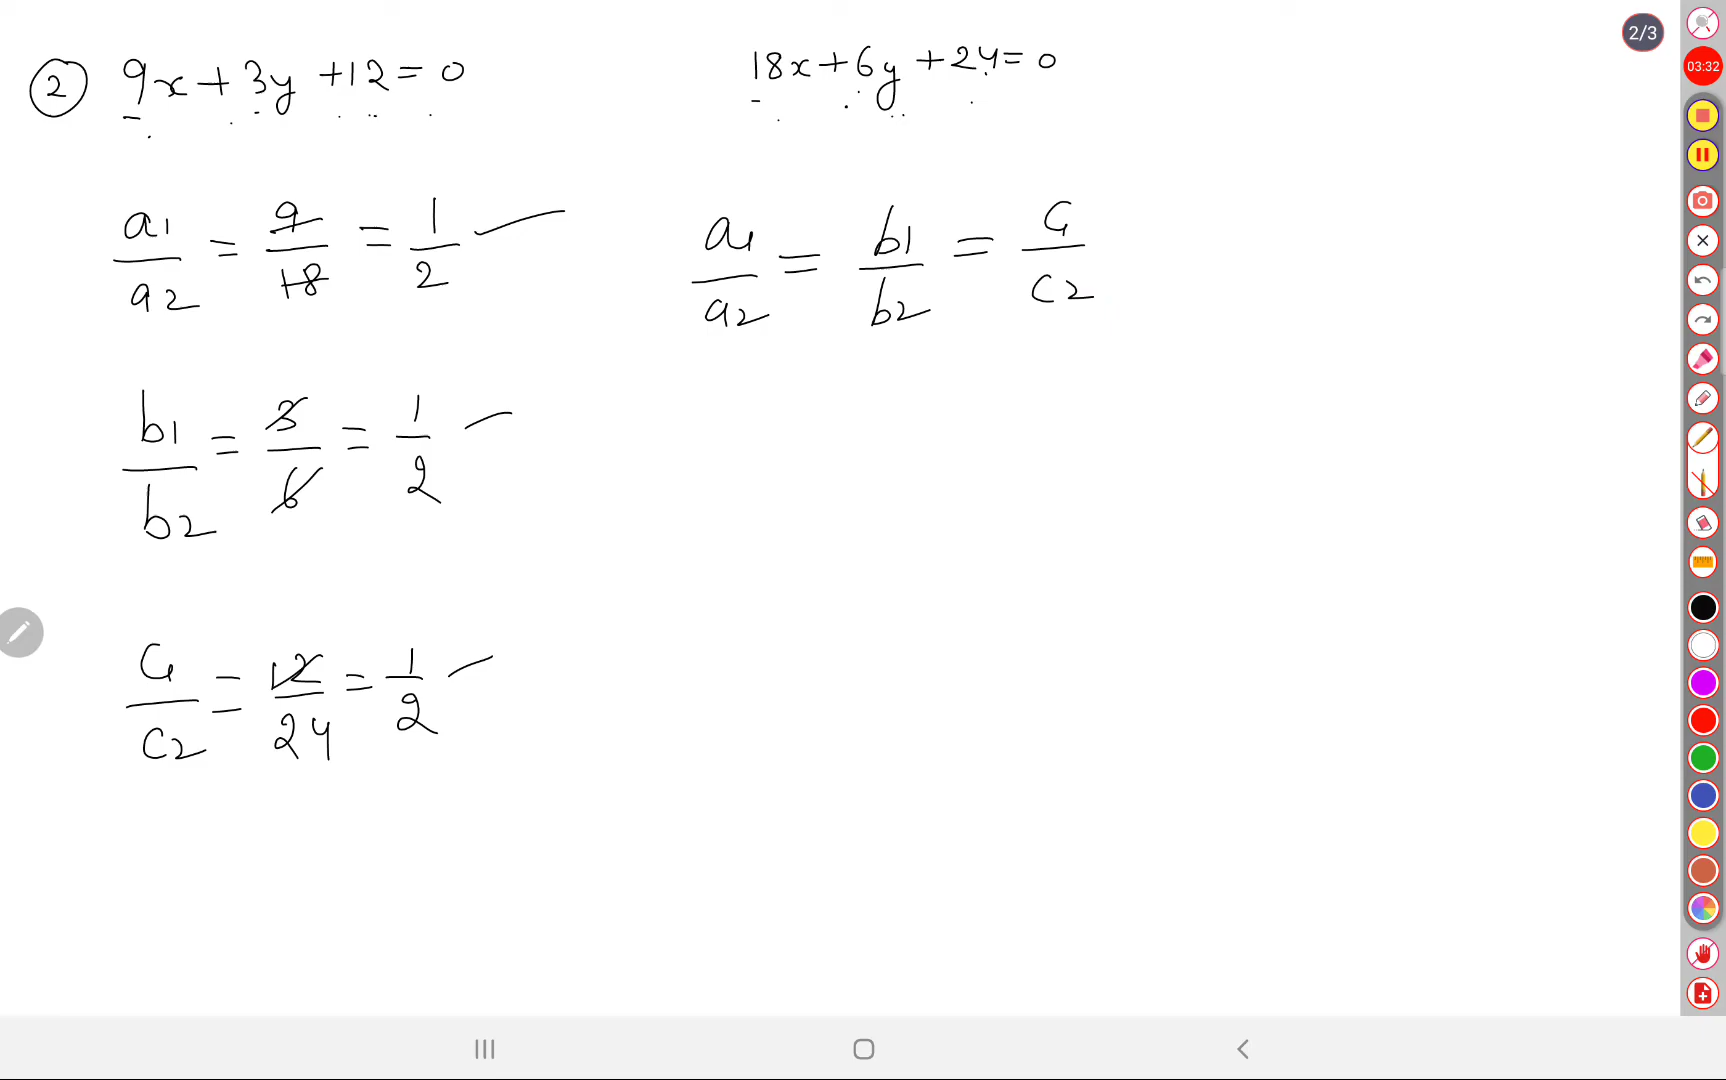 ② 9x + 3y + 12 = 0
18x + 6y + 24 = 0
a1/a2 = 9/18 = 1/2
a1/a2 = b1/b2 = c1/c2
b1/b2 = 3/6 = 1/2
c1/c2 = 12/24 = 1/2
2/3
03:32